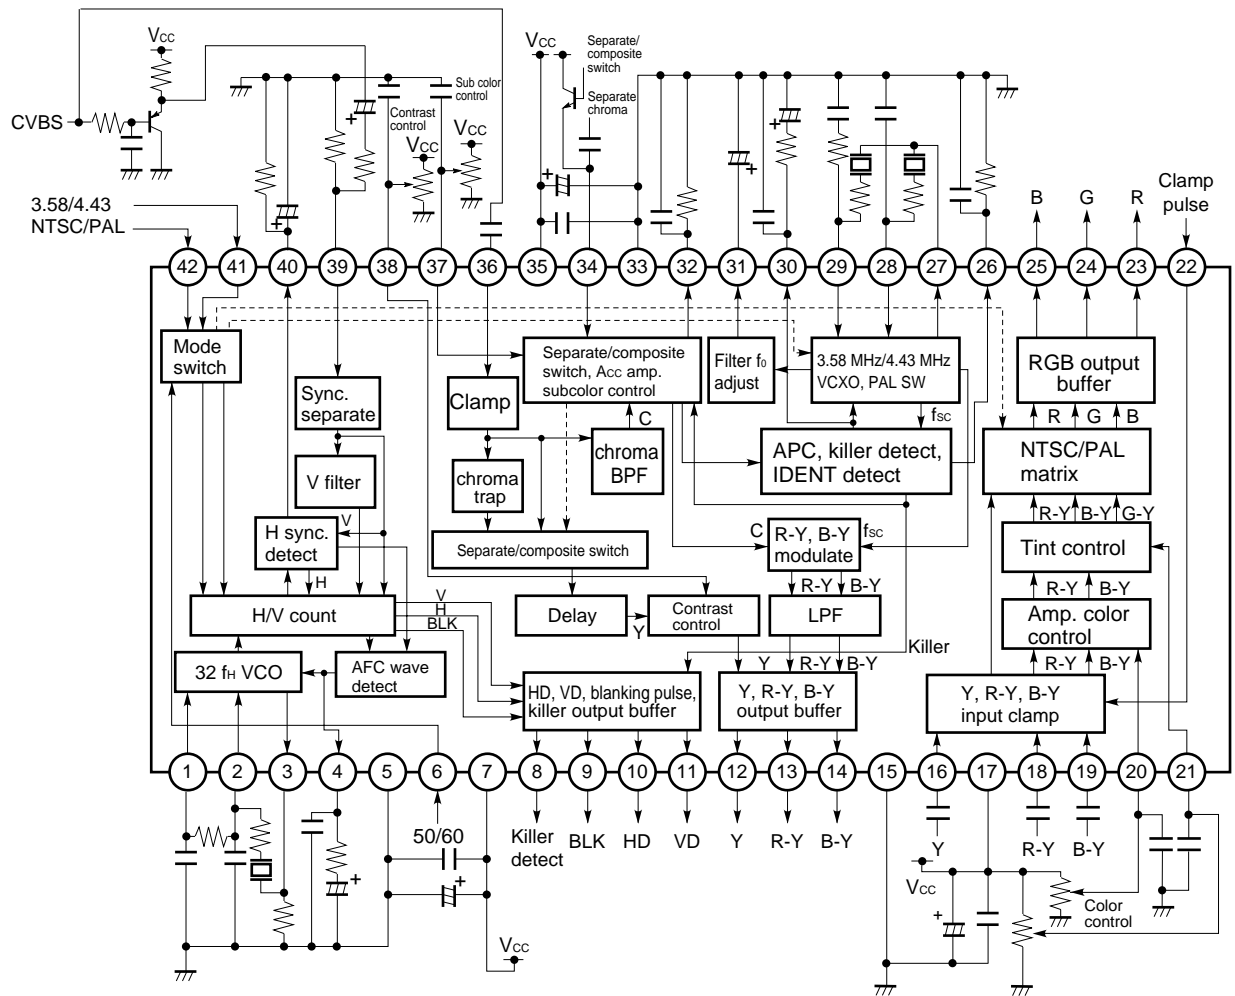 Vcc
Vcc
Separate/
composite
switch
Sub color
control
Separate
chroma
Contrast
control
CVBS
Vcc
Vcc
+
+
+
+
+
+
3.58/4.43
NTSC/PAL
B
G
R
Clamp
pulse
42
41
40
39
38
37
36
35
34
33
32
31
30
29
28
27
26
25
24
23
22
Mode
switch
Separate/composite
switch, Acc amp.
subcolor control
Filter f0
adjust
3.58 MHz/4.43 MHz
VCXO, PAL SW
RGB output
buffer
Sync.
separate
Clamp
C
fsc
R
G
B
chroma
BPF
APC, killer detect,
IDENT detect
NTSC/PAL
matrix
V filter
chroma
trap
V
H sync.
detect
C
R-Y, B-Y
modulate
fsc
R-Y
B-Y
G-Y
Tint control
Separate/composite switch
H
R-Y
B-Y
R-Y
B-Y
H/V count
V
H
BLK
Delay
Y
Contrast
control
LPF
Amp. color
control
Killer
32 fH VCO
AFC wave
detect
Y
R-Y
B-Y
R-Y
B-Y
HD, VD, blanking pulse,
killer output buffer
Y, R-Y, B-Y
output buffer
Y, R-Y, B-Y
input clamp
1
2
3
4
5
6
7
8
9
10
11
12
13
14
15
16
17
18
19
20
21
50/60
Killer
detect
BLK
HD
VD
Y
R-Y
B-Y
Y
R-Y
B-Y
+
+
Vcc
Color
control
+
Vcc